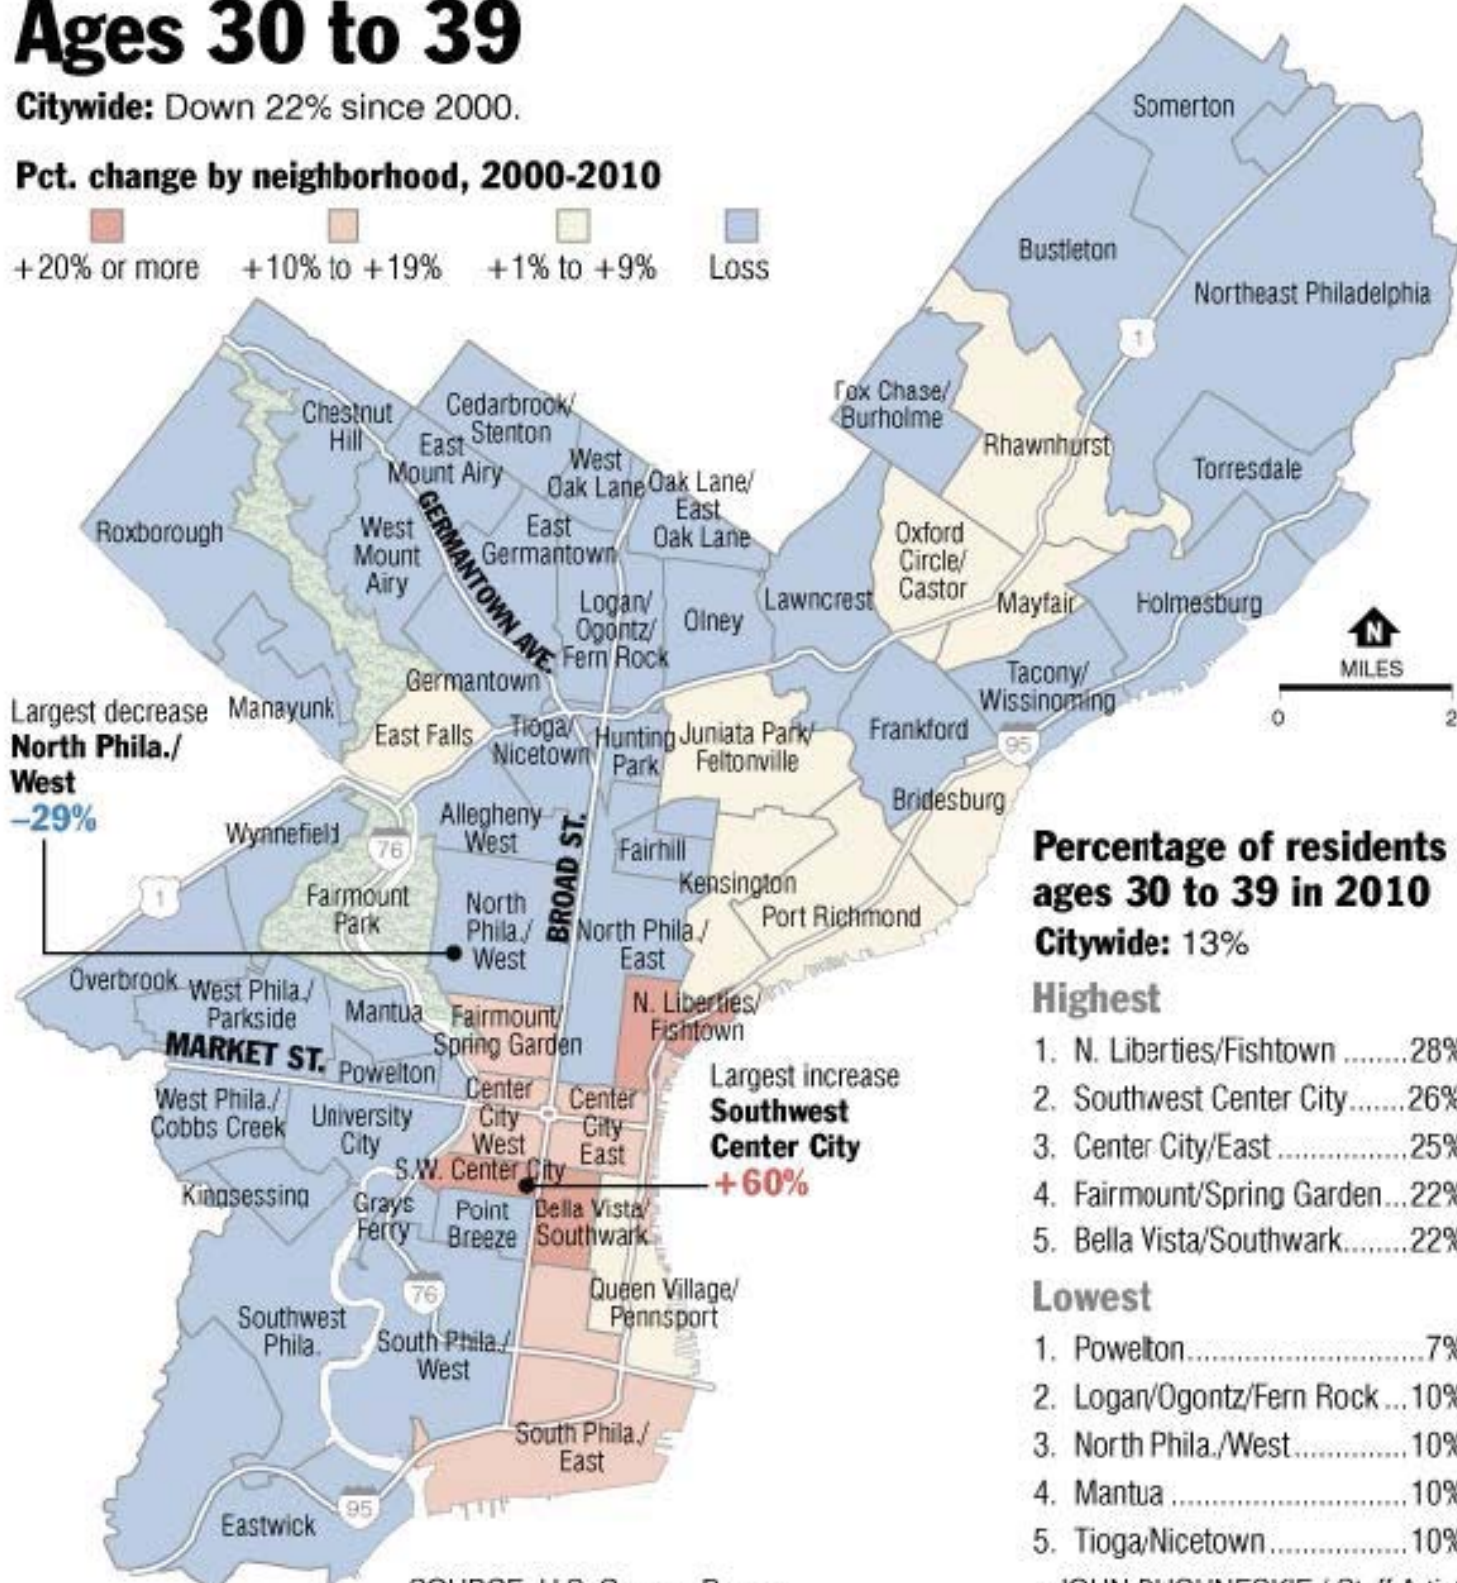 Ages 30 to 39
Citywide: Down 22% since 2000.
Pct. change by neighborhood, 2000-2010
+20% or more
+10% to +19%
+1% to +9%
Loss
Somerton
Bustleton
Northeast Philadelphia
1
Fox Chase/
Burholme
Rhawnhurst
Torresdale
Chestnut
Hill
Cedarbrook/
Stenton
East
Mount Airy
West
Oak Lane
Oak Lane/
East
Oak Lane
Roxborough
West
Mount
Airy
GERMANTOWN AVE.
East
Germantown
Oxford
Circle/
Castor
Lawncrest
Mayfair
Holmesburg
Logan/
Ogontz/
Fern Rock
Olney
N
MILES
0
2
Germantown
Tacony/
Wissinoming
Manayunk
East Falls
Tioga/
Nicetown
Hunting
Park
Juniata Park/
Feltonville
Frankford
95
Bridesburg
Largest decrease
North Phila./
West
–29%
Wynnefield
76
Allegheny
West
BROAD ST.
Fairhill
Kensington
1
Fairmount
Park
North
Phila./
West
North Phila./
East
Port Richmond
Overbrook
West Phila./
Parkside
Mantua
Fairmount/
Spring Garden
N. Liberties/
Fishtown
MARKET ST.
Powelton
West Phila./
Cobbs Creek
University
City
Center
City
West
Center
City
East
Largest increase
Southwest
Center City
+60%
S.W. Center City
Kingsessing
Grays
Ferry
Point
Breeze
Bella Vista/
Southwark
76
Queen Village/
Pennsport
Southwest
Phila.
South Phila./
West
South Phila./
East
95
Eastwick
Percentage of residents
ages 30 to 39 in 2010
Citywide: 13%
Highest
1. N. Liberties/Fishtown ........28%
2. Southwest Center City.......26%
3. Center City/East ................25%
4. Fairmount/Spring Garden...22%
5. Bella Vista/Southwark........22%
Lowest
1. Powelton.............................7%
2. Logan/Ogontz/Fern Rock ...10%
3. North Phila./West..............10%
4. Mantua .............................10%
5. Tioga/Nicetown.................10%